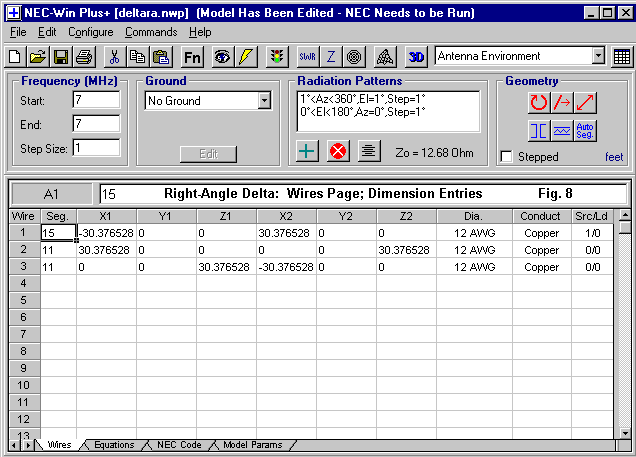 NEC-Win Plus+ [deltara.nwp] (Model Has Been Edited - NEC Needs to be Run)
File Edit Configure Commands Help
Fn SWR Z 3D Antenna Environment
Frequency (MHz) Ground Radiation Patterns Geometry
Start: 7 No Ground 1°<Az<360°,El=1°,Step=1°
0°<El<180°,Az=0°,Step=1°
End: 7
Step Size: 1 Edit Zo = 12.68 Ohm Auto Seg.
Stepped feet
A1 15 Right-Angle Delta: Wires Page; Dimension Entries Fig. 8
Wire Seg. X1 Y1 Z1 X2 Y2 Z2 Dia. Conduct Src/Ld
1 15 -30.376528 0 0 30.376528 0 0 12 AWG Copper 1/0
2 11 30.376528 0 0 0 0 30.376528 12 AWG Copper 0/0
3 11 0 0 30.376528 -30.376528 0 0 12 AWG Copper 0/0
4
5
6
7
8
9
10
11
12
13
Wires Equations NEC Code Model Params